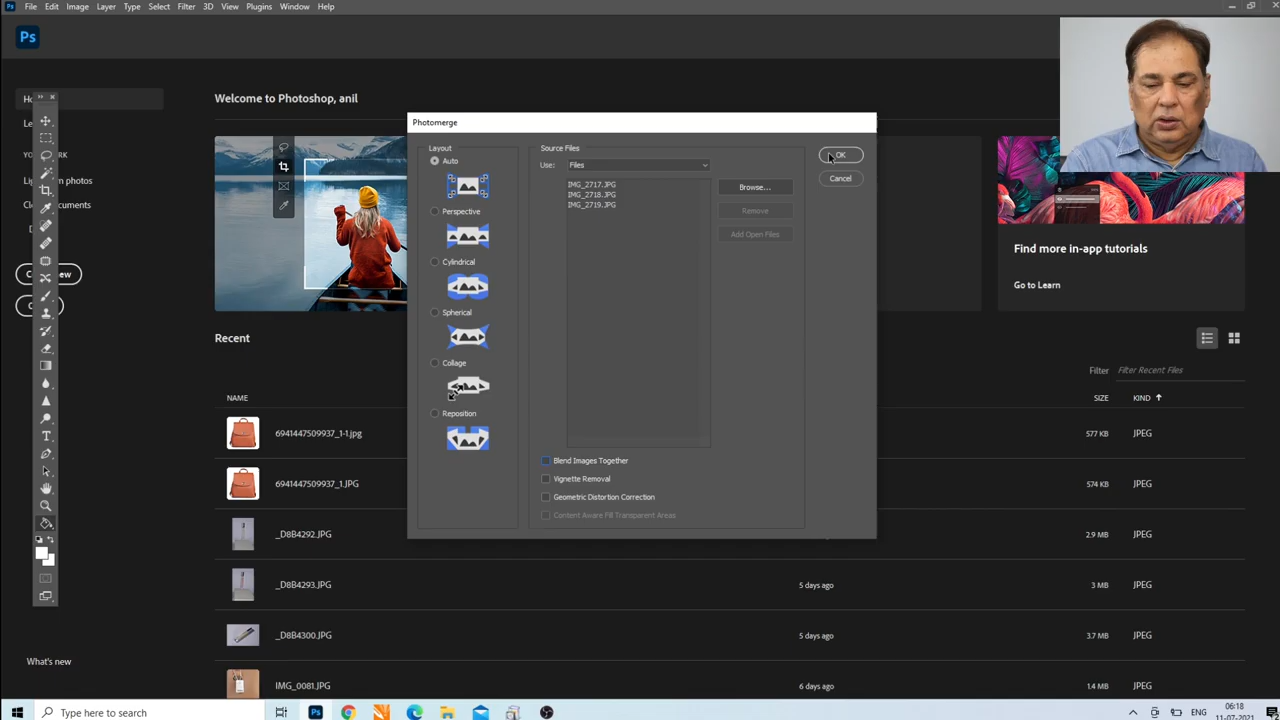 Ps File Edit Image Layer Type Select Filter 3D View Plugins Window Help
Ps
Welcome to Photoshop, anil
Photomerge
Layout
Auto
Perspective
Cylindrical
Spherical
Collage
Reposition
Source Files
Use: Files
IMG_2717.JPG
IMG_2718.JPG
IMG_2719.JPG
Browse...
Remove
Add Open Files
OK
Cancel
Blend Images Together
Vignette Removal
Geometric Distortion Correction
Content Aware Fill Transparent Areas
Find more in-app tutorials
Go to Learn
Recent
Filter Filter Recent Files
NAME SIZE KIND
6941447509937_1-1.jpg 577 KB JPEG
6941447509937_1.JPG 574 KB JPEG
_D8B4292.JPG 2.9 MB JPEG
_D8B4293.JPG 5 days ago 3 MB JPEG
_D8B4300.JPG 5 days ago 3.7 MB JPEG
IMG_0081.JPG 6 days ago 1.4 MB JPEG
What's new
Type here to search
Ps
ENG
06:18
11-07-2021